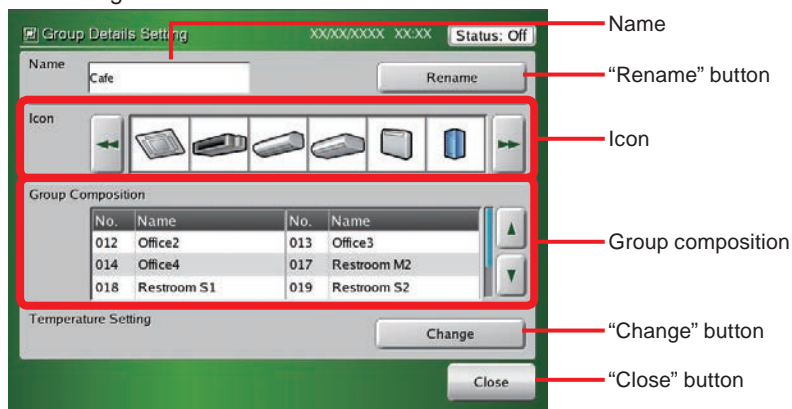 Group Details Setting XX/XX/XXXX XX:XX Status: Off
Name
Name
Cafe
Rename
"Rename" button
Icon
Icon
Group Composition
No. Name No. Name
012 Office2 013 Office3
014 Office4 017 Restroom M2
018 Restroom S1 019 Restroom S2
Group composition
Temperature Setting
Change
“Change” button
Close
“Close” button